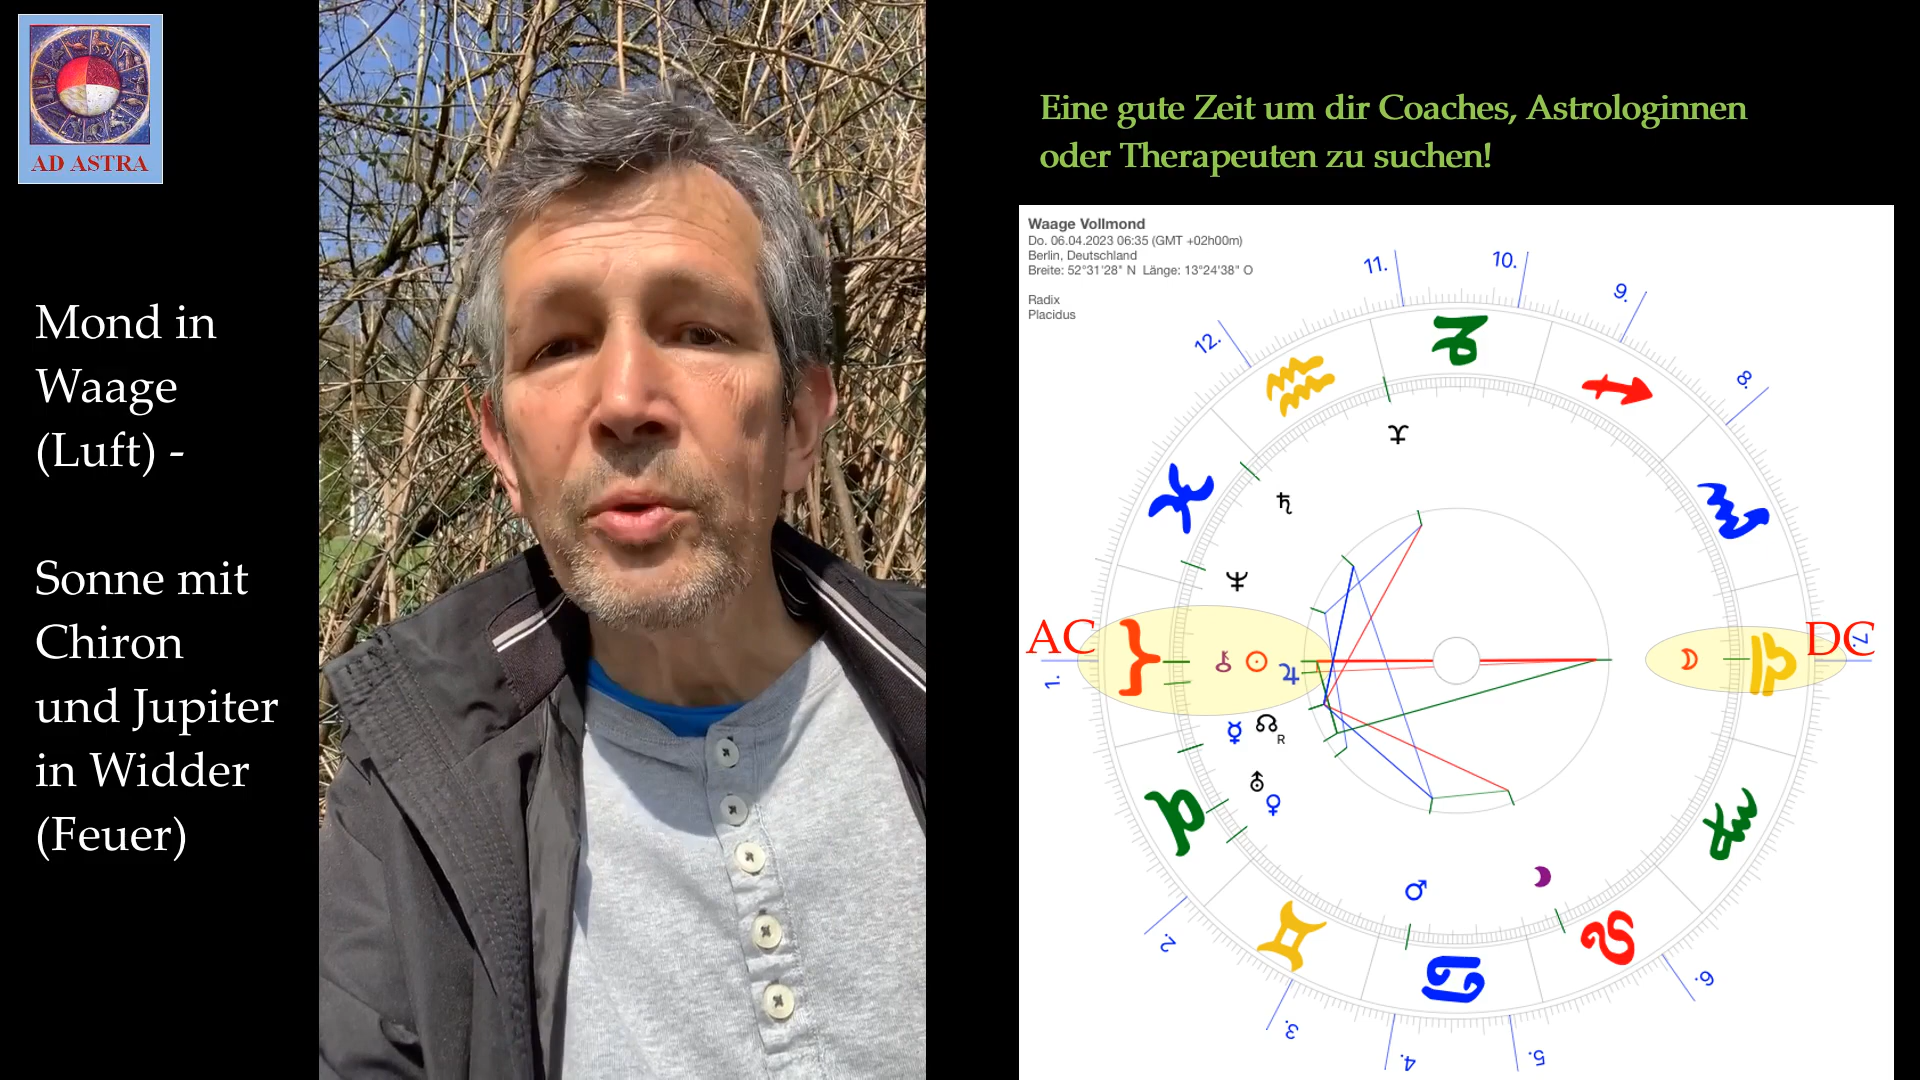 AD ASTRA
Mond in
Waage
(Luft) -
Sonne mit
Chiron
und Jupiter
in Widder
(Feuer)
Eine gute Zeit um dir Coaches, Astrologinnen
oder Therapeuten zu suchen!
Waage Vollmond
Do. 06.04.2023 06:35 (GMT +02h00m)
Berlin, Deutschland
Breite: 52°31'28" N Länge: 13°24'38" O
Radix
Placidus
11.
10.
9.
12.
8.
AC
DC
7.
1.
R
2.
6.
3.
4.
5.